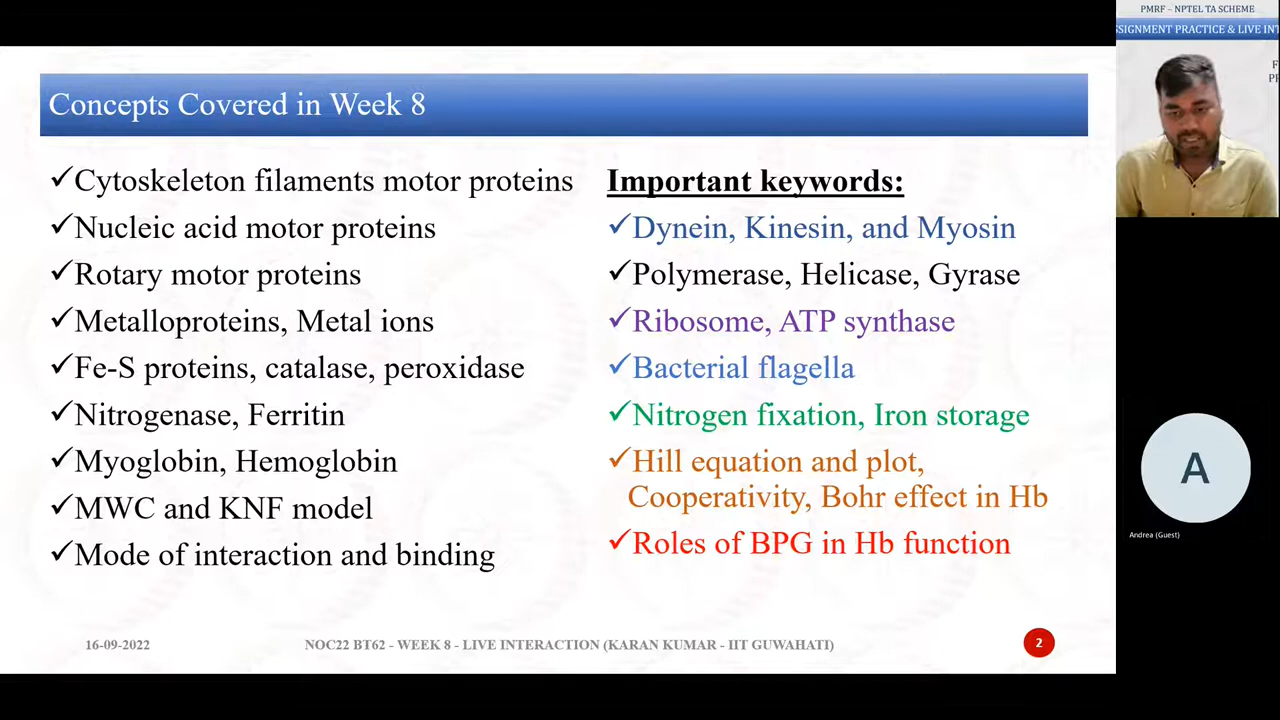 PMRF – NPTEL TA SCHEME
SIGNMENT PRACTICE & LIVE INT
Concepts Covered in Week 8
✓Cytoskeleton filaments motor proteins
✓Nucleic acid motor proteins
✓Rotary motor proteins
✓Metalloproteins, Metal ions
✓Fe-S proteins, catalase, peroxidase
✓Nitrogenase, Ferritin
✓Myoglobin, Hemoglobin
✓MWC and KNF model
✓Mode of interaction and binding
Important keywords:
✓Dynein, Kinesin, and Myosin
✓Polymerase, Helicase, Gyrase
✓Ribosome, ATP synthase
✓Bacterial flagella
✓Nitrogen fixation, Iron storage
✓Hill equation and plot,
Cooperativity, Bohr effect in Hb
✓Roles of BPG in Hb function
16-09-2022
NOC22 BT62 - WEEK 8 - LIVE INTERACTION (KARAN KUMAR - IIT GUWAHATI)
2
A
Andrea (Guest)